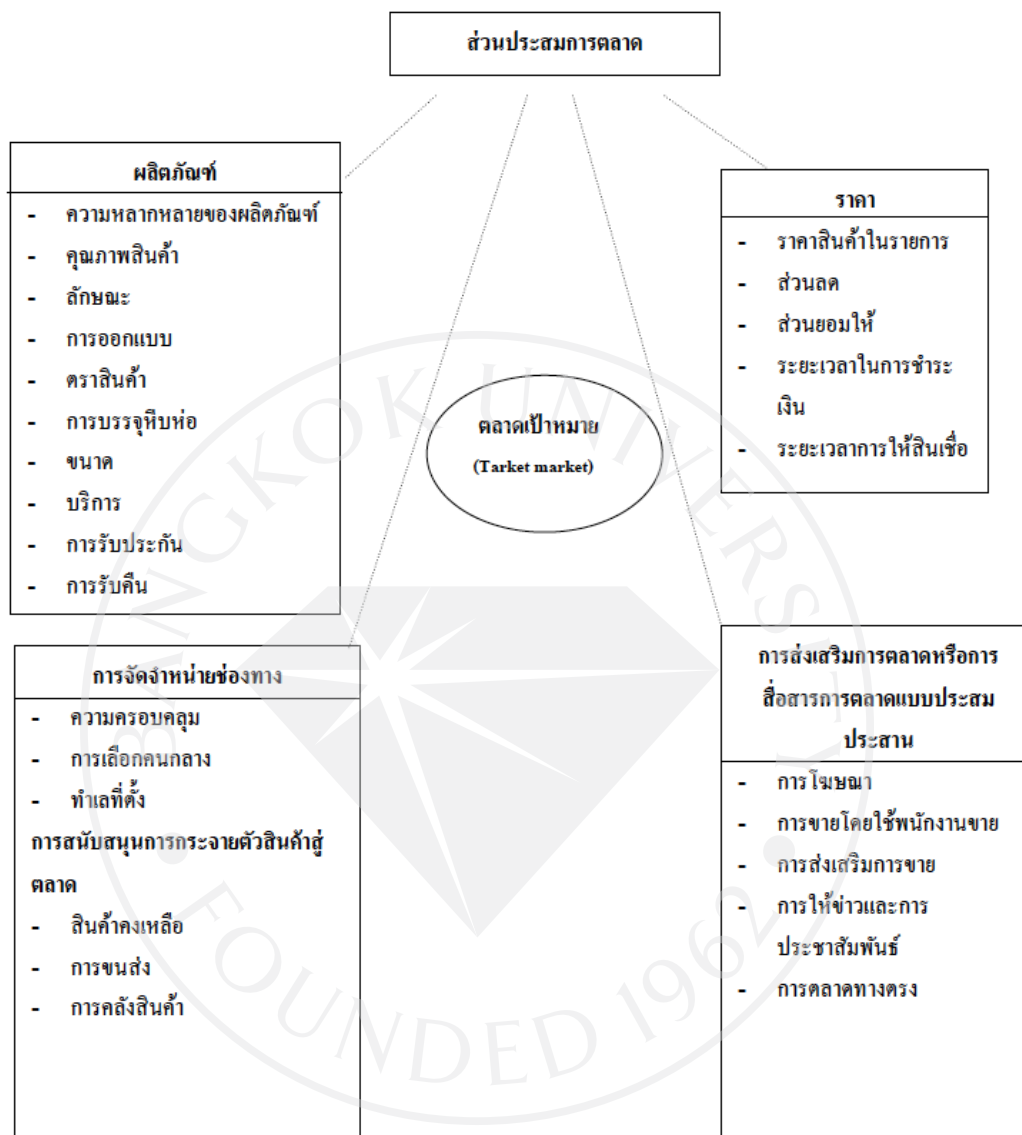 ส่วนประสมการตลาด
ผลิตภัณฑ์
- ความหลากหลายของผลิตภัณฑ์
- คุณภาพสินค้า
- ลักษณะ
- การออกแบบ
- ตราสินค้า
- การบรรจุหีบห่อ
- ขนาด
- บริการ
- การรับประกัน
- การรับคืน
ราคา
- ราคาสินค้าในรายการ
- ส่วนลด
- ส่วนยอมให้
- ระยะเวลาในการชำระ
เงิน
- ระยะเวลาการให้สินเชื่อ
ตลาดเป้าหมาย
(Tarket market)
การจัดจำหน่ายช่องทาง
- ความครอบคลุม
- การเลือกคนกลาง
- ทำเลที่ตั้ง
การสนับสนุนการกระจายตัวสินค้าสู่
ตลาด
- สินค้าคงเหลือ
- การขนส่ง
- การคลังสินค้า
การส่งเสริมการตลาดหรือการ
สื่อสารการตลาดแบบประสม
ประสาน
- การโฆษณา
- การขายโดยใช้พนักงานขาย
- การส่งเสริมการขาย
- การให้ข่าวและการ
ประชาสัมพันธ์
- การตลาดทางตรง
BANGKOK UNIVERSITY
FOUNDED 1962